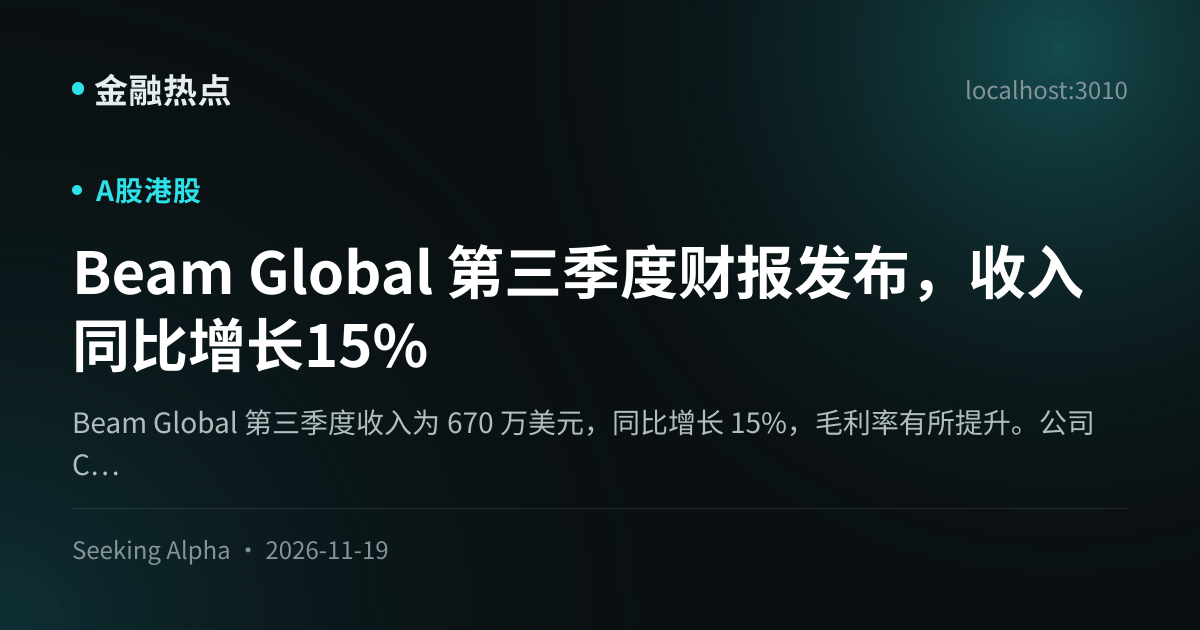 金融热点
localhost:3010
A股港股
Beam Global 第三季度财报发布，收入
同比增长15%
Beam Global 第三季度收入为 670 万美元，同比增长 15%，毛利率有所提升。公司
C…
Seeking Alpha · 2026-11-19